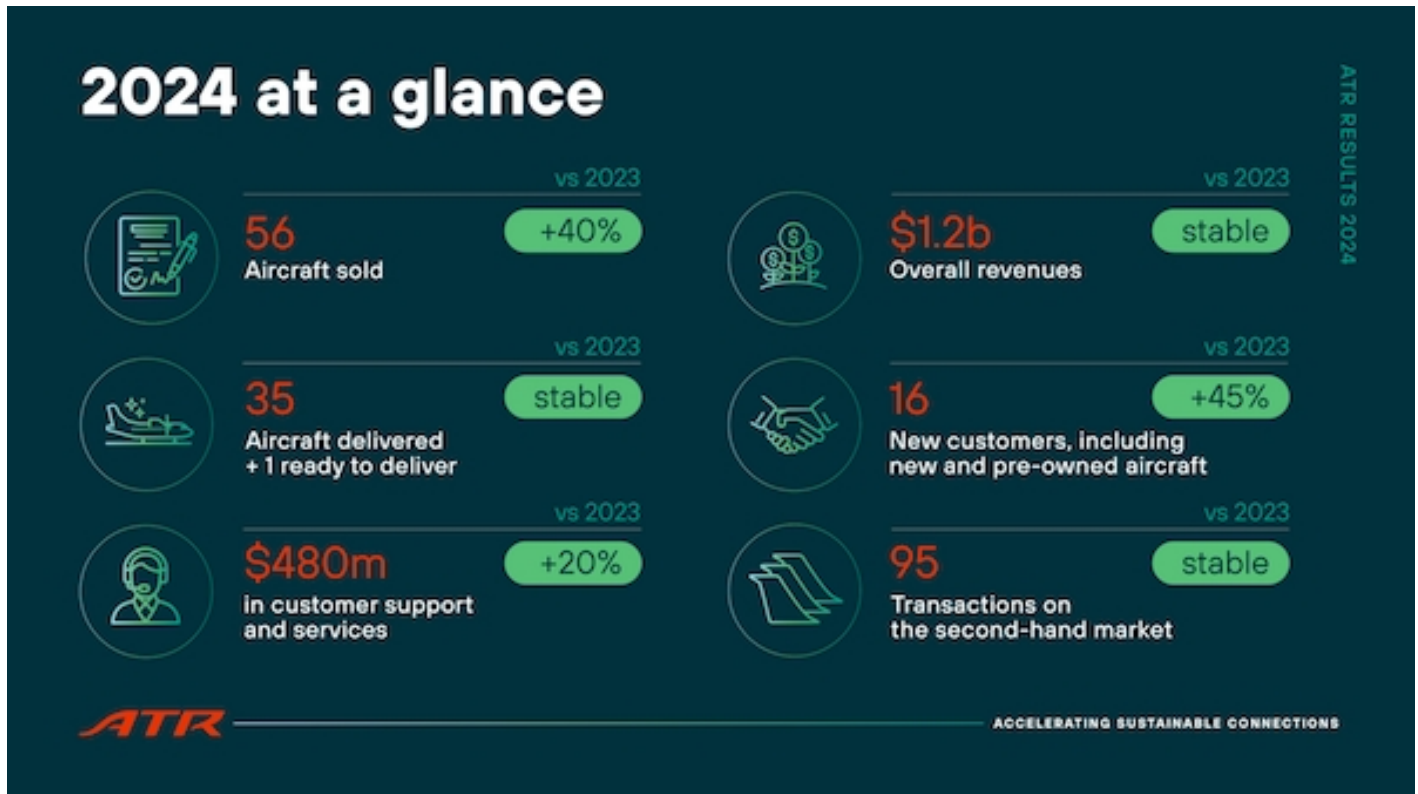 2024 at a glance
ATR RESULTS 2024
vs 2023
56
+40%
Aircraft sold
vs 2023
$1.2b
stable
Overall revenues
vs 2023
35
stable
Aircraft delivered
+ 1 ready to deliver
vs 2023
16
+45%
New customers, including
new and pre-owned aircraft
vs 2023
$480m
+20%
in customer support
and services
vs 2023
95
stable
Transactions on
the second-hand market
ATR
ACCELERATING SUSTAINABLE CONNECTIONS